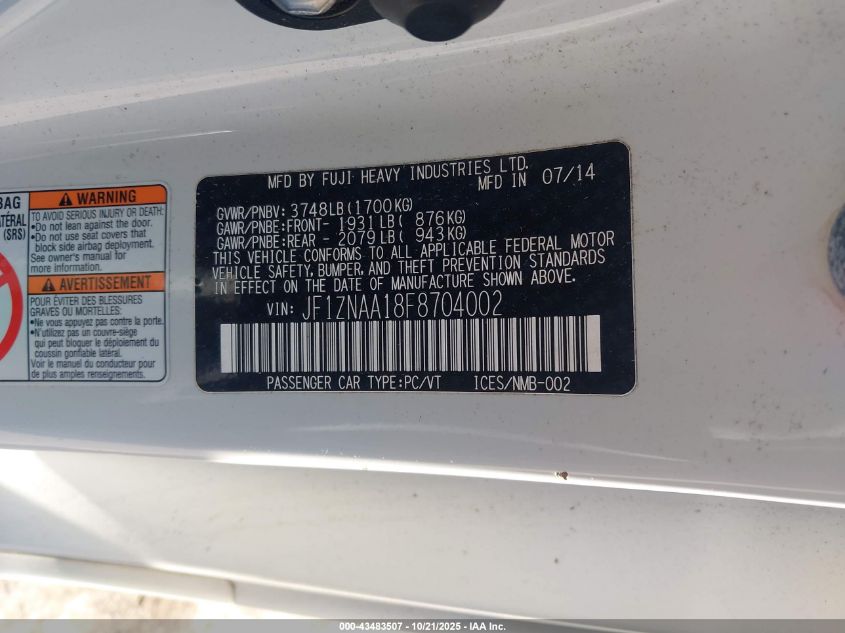 BAG
LATÉRAL
(SRS)
WARNING
TO AVOID SERIOUS INJURY OR DEATH:
•Do not lean against the door.
•Do not use seat covers that
block side airbag deployment.
See owner's manual for
more information.
AVERTISSEMENT
POUR ÉVITER DES BLESSURES
GRAVES OU LA MORT:
•Ne vous appuyez pas contre la porte.
•N'utilisez pas un couvre-siège
qui peut bloquer le déploiement du
coussin gonflable latéral.
Voir le manuel du conducteur pour
de plus amples renseignements.
MFD BY FUJI HEAVY INDUSTRIES LTD.
MFD IN 07/14
GVWR/PNBV: 3748LB(1700KG)
GAWR/PNBE:FRONT- 1931LB( 876KG)
GAWR/PNBE:REAR - 2079LB( 943KG)
THIS VEHICLE CONFORMS TO ALL APPLICABLE FEDERAL MOTOR
VEHICLE SAFETY, BUMPER, AND THEFT PREVENTION STANDARDS
IN EFFECT ON THE DATE OF MANUFACTURE SHOWN ABOVE.
VIN: JF1ZNAA18F8704002
PASSENGER CAR TYPE:PC/VT ICES/NMB-002
000-43483507 - 10/21/2025 - IAA Inc.